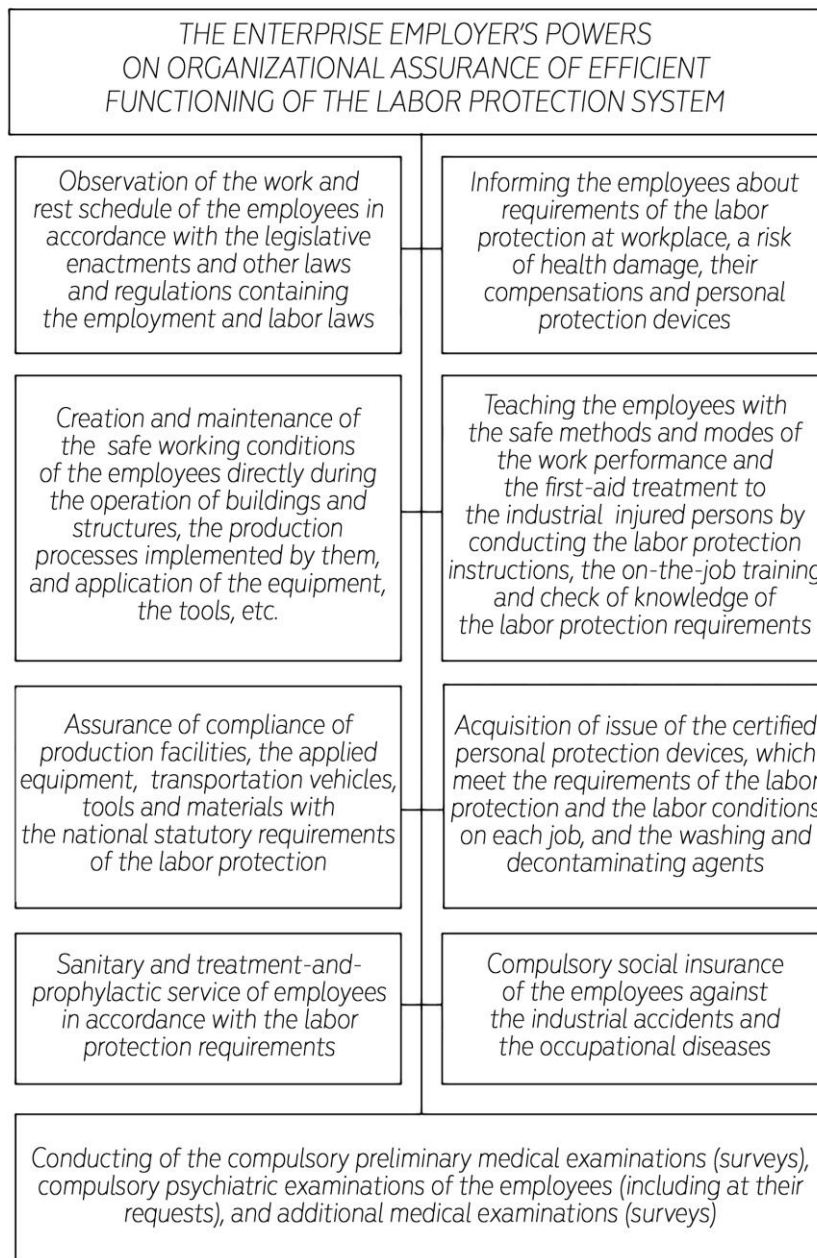 THE ENTERPRISE EMPLOYER'S POWERS
ON ORGANIZATIONAL ASSURANCE OF EFFICIENT
FUNCTIONING OF THE LABOR PROTECTION SYSTEM
Observation of the work and
rest schedule of the employees in
accordance with the legislative
enactments and other laws
and regulations containing
the employment and labor laws
Informing the employees about
requirements of the labor
protection at workplace, a risk
of health damage, their
compensations and personal
protection devices
Creation and maintenance of
the safe working conditions
of the employees directly during
the operation of buildings and
structures, the production
processes implemented by them,
and application of the equipment,
the tools, etc.
Teaching the employees with
the safe methods and modes of
the work performance and
the first-aid treatment to
the industrial injured persons by
conducting the labor protection
instructions, the on-the-job training
and check of knowledge of
the labor protection requirements
Assurance of compliance of
production facilities, the applied
equipment, transportation vehicles,
tools and materials with
the national statutory requirements
of the labor protection
Acquisition of issue of the certified
personal protection devices, which
meet the requirements of the labor
protection and the labor conditions
on each job, and the washing and
decontaminating agents
Sanitary and treatment-and-
prophylactic service of employees
in accordance with the labor
protection requirements
Compulsory social insurance
of the employees against
the industrial accidents and
the occupational diseases
Conducting of the compulsory preliminary medical examinations (surveys),
compulsory psychiatric examinations of the employees (including at their
requests), and additional medical examinations (surveys)